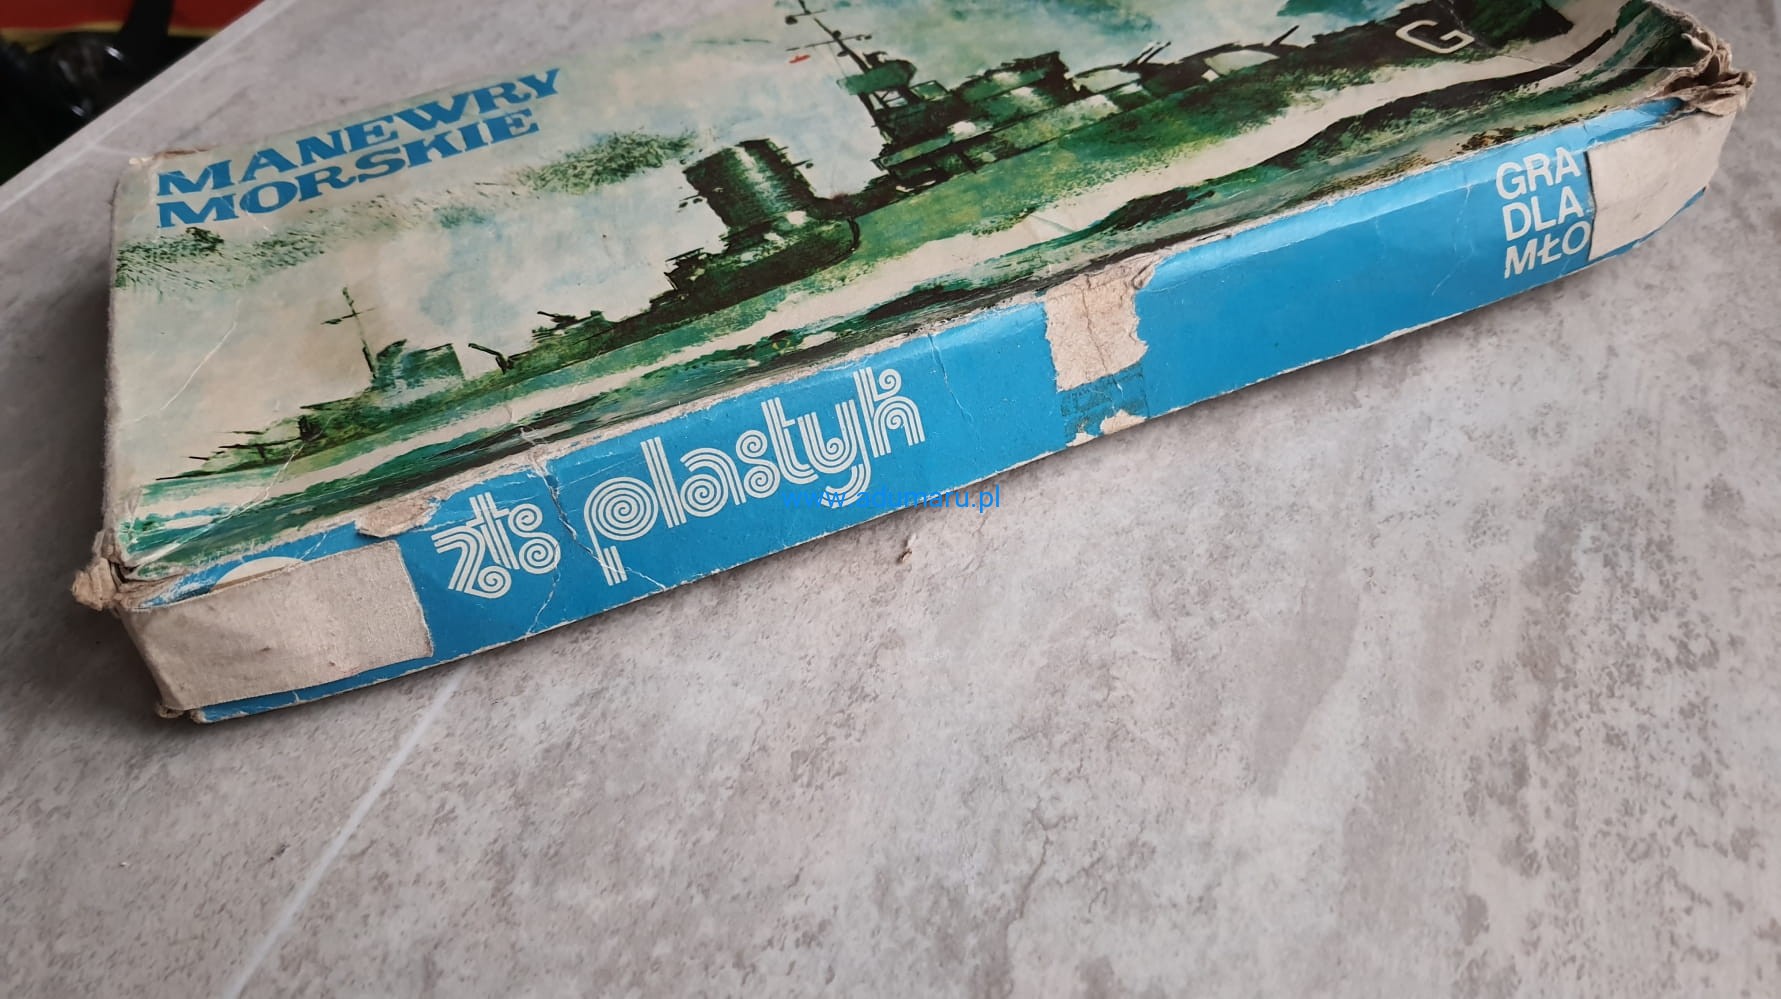 MANEWRY
MORSKIE
G
zts plastyk
GRA
DLA
MŁO